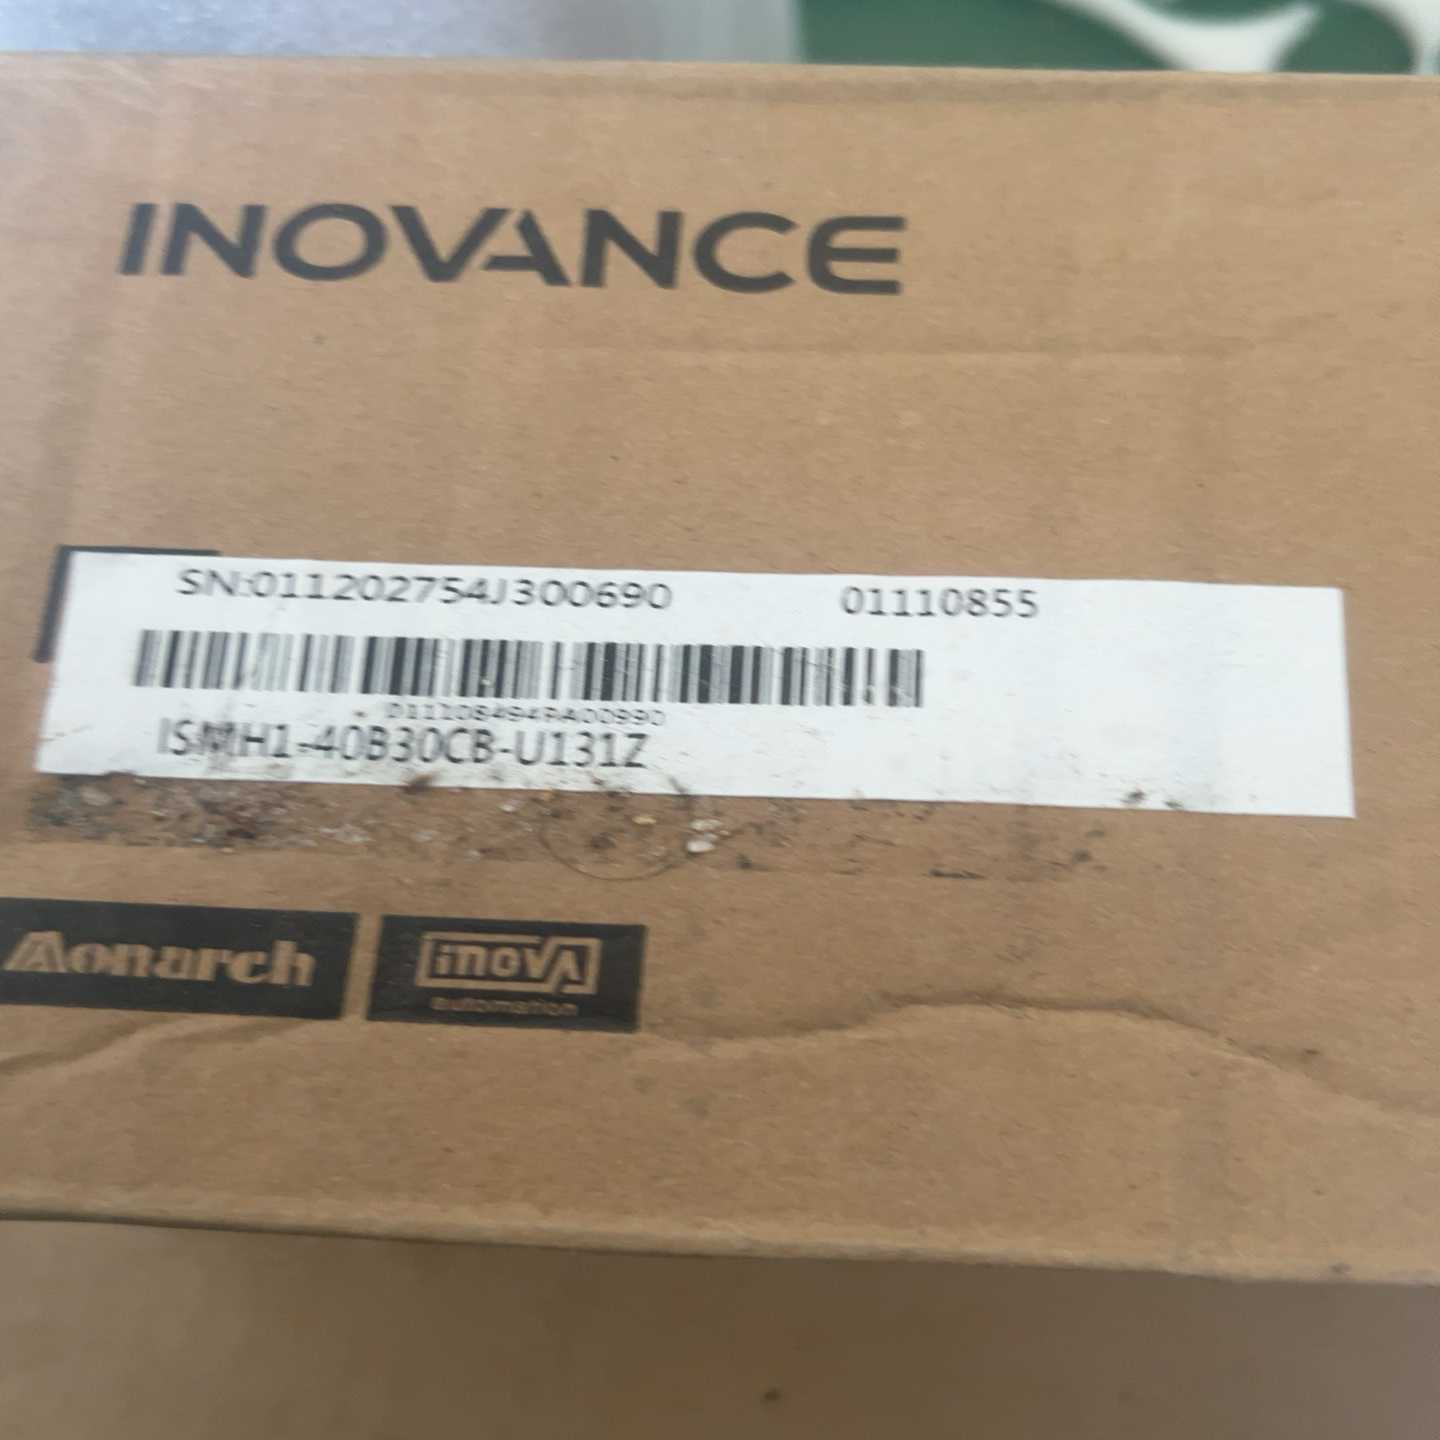 INOVANCE
SN:011202754J300690 01110855
ISMH1-40B30CB-U131Z
Monarch inovA
automation